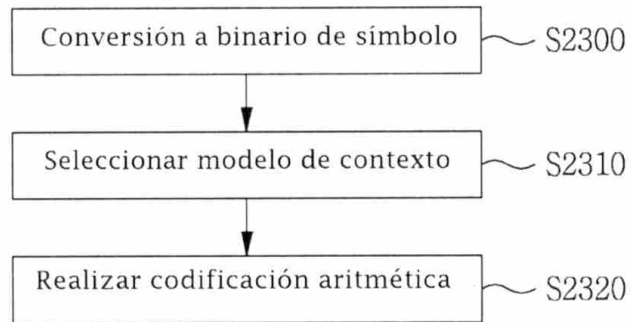 Conversión a binario de símbolo
S2300
Seleccionar modelo de contexto
S2310
Realizar codificación aritmética
S2320